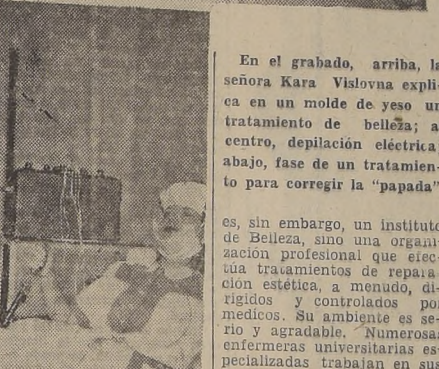 En el grabado, arriba, la
señora Kara Vislovna expli-
ca en un molde de yeso un
tratamiento de belleza; a
centro, depilación eléctrica
abajo, fase de un tratamien-
to para corregir la "papada"
es, sin embargo, un instituto
de Belleza, sino una organi-
zación profesional que efec-
túa tratamientos de repara-
ción estética, a menudo, di-
rigidos y controlados por
medicos. Su ambiente es se-
rio y agradable. Numerosas
enfermeras universitarias es-
pecializadas trabajan en sus